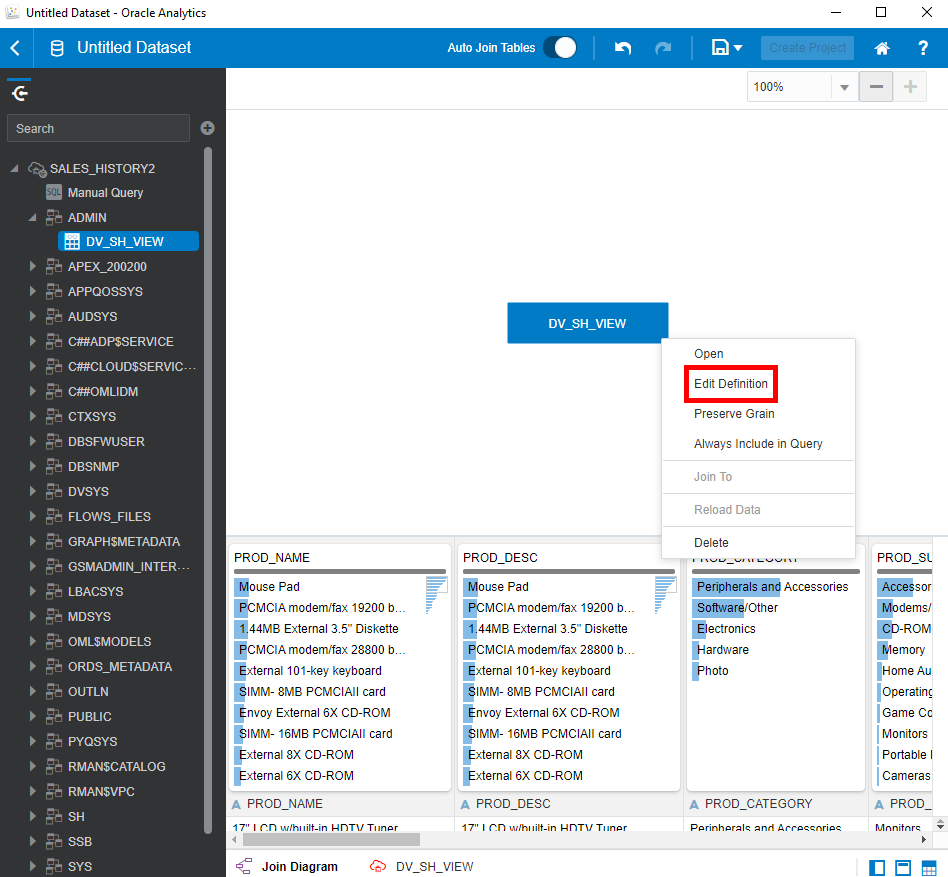 Untitled Dataset - Oracle Analytics
Untitled Dataset
Auto Join Tables
Create Project
?
100%
Search
SALES_HISTORY2
SQL Manual Query
ADMIN
DV_SH_VIEW
APEX_200200
APPQOSSYS
AUDSYS
C##ADP$SERVICE
C##CLOUD$SERVIC···
C##OMLIDM
CTXSYS
DBSFWUSER
DBSNMP
DVSYS
FLOWS_FILES
GRAPH$METADATA
GSMADMIN_INTER···
LBACSYS
MDSYS
OML$MODELS
ORDS_METADATA
OUTLN
PUBLIC
PYQSYS
RMAN$CATALOG
RMAN$VPC
SH
SSB
SYS
DV_SH_VIEW
Open
Edit Definition
Preserve Grain
Always Include in Query
Join To
Reload Data
Delete
PROD_NAME
Mouse Pad
PCMCIA modem/fax 19200 b...
1.44MB External 3.5" Diskette
PCMCIA modem/fax 28800 b...
External 101-key keyboard
SIMM- 8MB PCMCIAII card
Envoy External 6X CD-ROM
SIMM- 16MB PCMCIAII card
External 8X CD-ROM
External 6X CD-ROM
A PROD_NAME
17" LCD w/built-in HDTV Tuner
PROD_DESC
Mouse Pad
PCMCIA modem/fax 19200 b...
1.44MB External 3.5" Diskette
PCMCIA modem/fax 28800 b...
External 101-key keyboard
SIMM- 8MB PCMCIAII card
Envoy External 6X CD-ROM
SIMM- 16MB PCMCIAII card
External 8X CD-ROM
External 6X CD-ROM
A PROD_DESC
17" LCD w/built-in HDTV Tuner
PROD_CATEGORY
Peripherals and Accessories
Software/Other
Electronics
Hardware
Photo
A PROD_CATEGORY
Peripherals and Accessories
PROD_SU
Accessor
Modems/
CD-ROM
Memory
Home Au
Operating
Game Co
Monitors
Portable
Cameras
A PROD_
Monitors
Join Diagram
DV_SH_VIEW